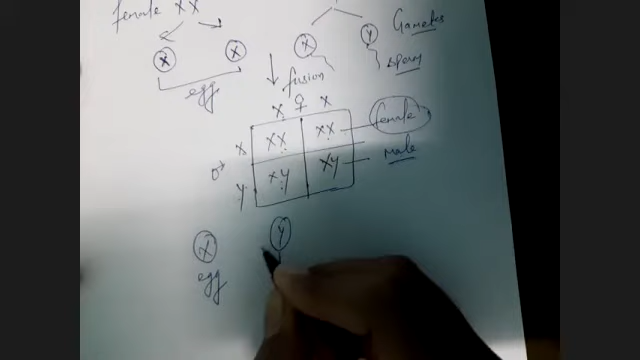 female XX
X X X Y Gametes
egg sperm
fusion
X ♀ X
X XX XX female
♂ Y XY XY male
X Y
egg